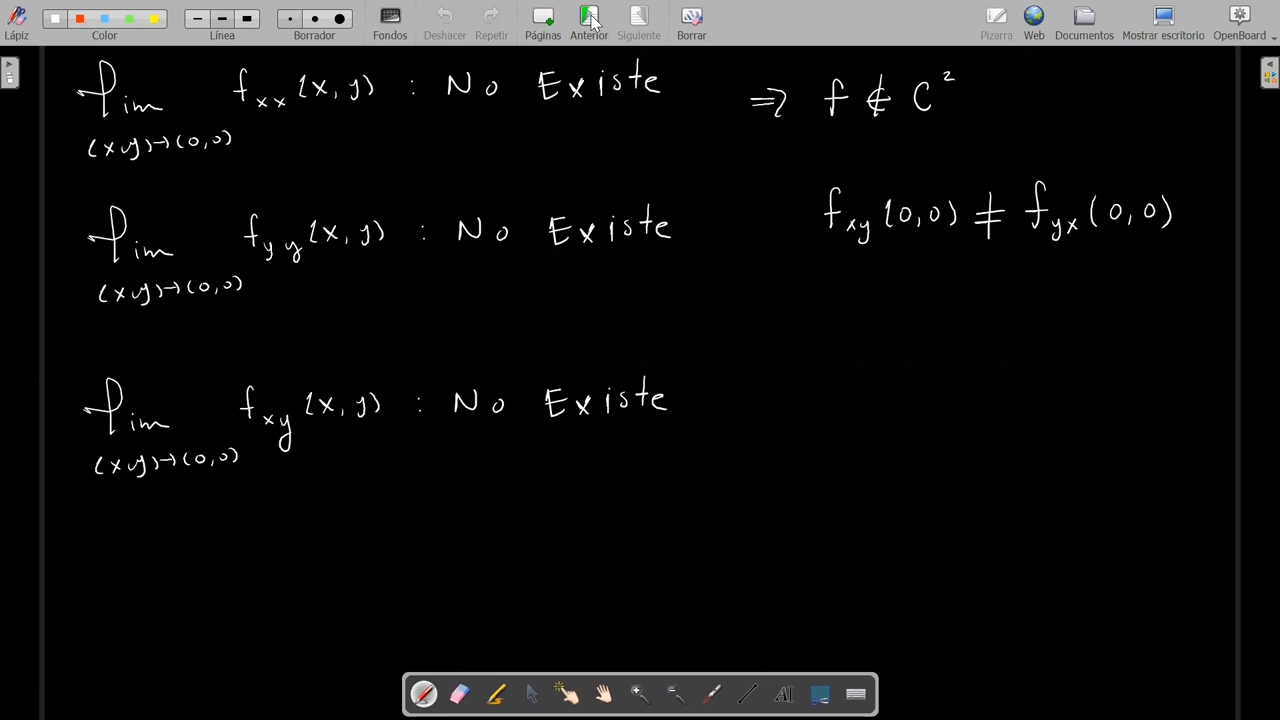 Lápiz Color Línea Borrador Fondos Deshacer Repetir Páginas Anterior Siguiente Borrar Pizarra Web Documentos Mostrar escritorio OpenBoard
lim f_xx(x,y) : No Existe
(x,y)→(0,0)
⇒ f ∉ C²
lim f_yy(x,y) : No Existe
(x,y)→(0,0)
f_xy(0,0) ≠ f_yx(0,0)
lim f_xy(x,y) : No Existe
(x,y)→(0,0)
AI